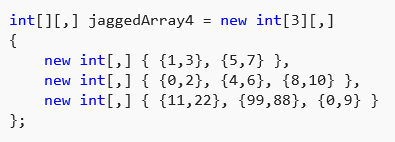 int[][,] jaggedArray4 = new int[3][,]
{
    new int[,] { {1,3}, {5,7} },
    new int[,] { {0,2}, {4,6}, {8,10} },
    new int[,] { {11,22}, {99,88}, {0,9} }
};